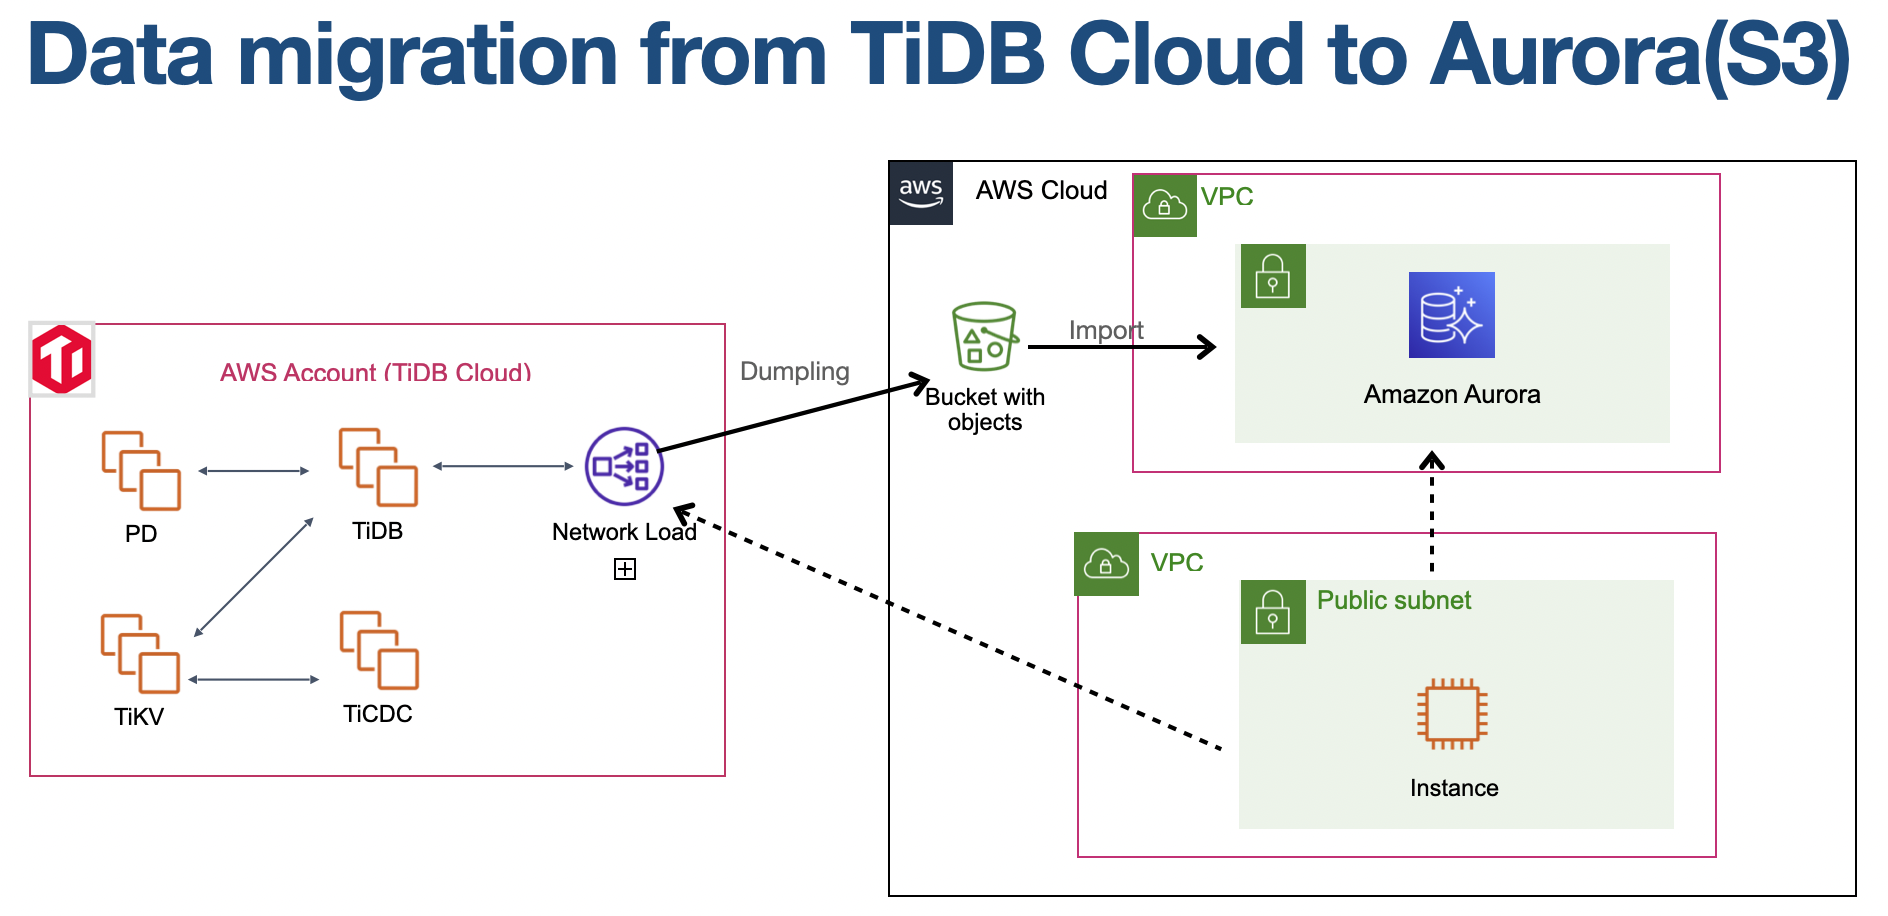 Data migration from TiDB Cloud to Aurora(S3)
aws
AWS Cloud
VPC
Import
Amazon Aurora
Bucket with
objects
Dumpling
Ti
AWS Account (TiDB Cloud)
PD
TiDB
Network Load
TiKV
TiCDC
VPC
Public subnet
Instance